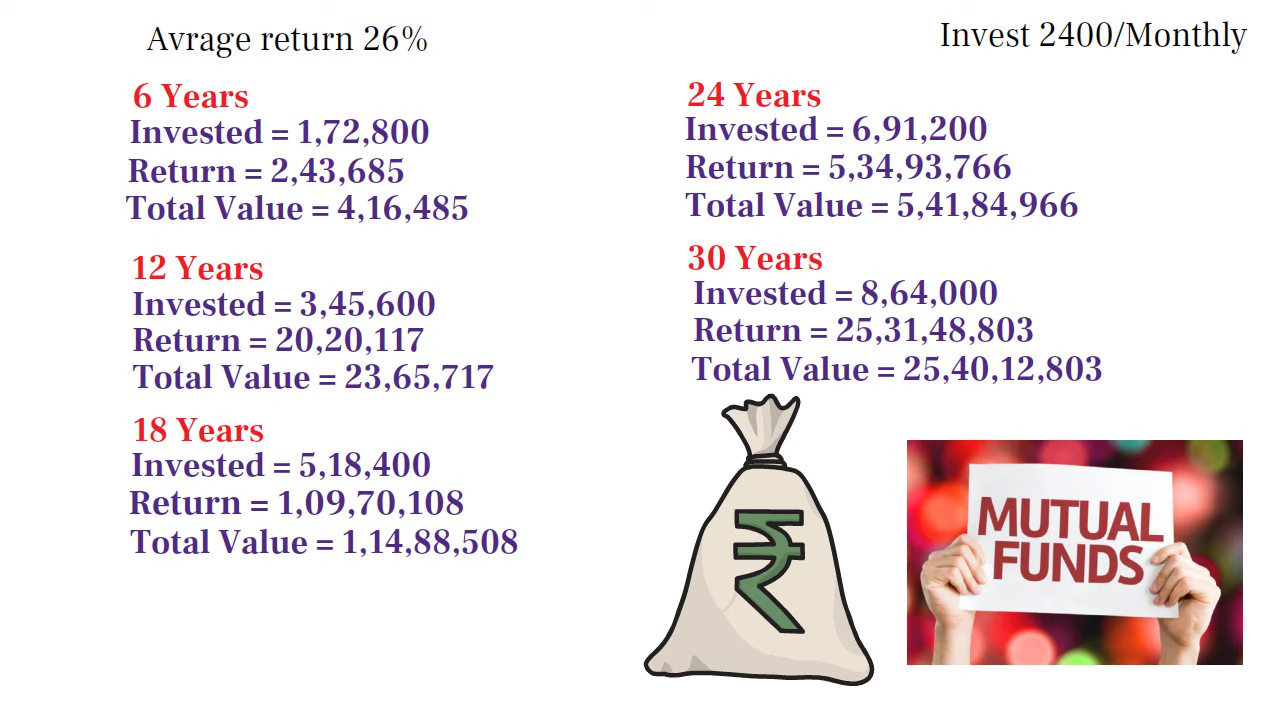 Avrage return 26%
Invest 2400/Monthly
6 Years
Invested = 1,72,800
Return = 2,43,685
Total Value = 4,16,485
12 Years
Invested = 3,45,600
Return = 20,20,117
Total Value = 23,65,717
18 Years
Invested = 5,18,400
Return = 1,09,70,108
Total Value = 1,14,88,508
24 Years
Invested = 6,91,200
Return = 5,34,93,766
Total Value = 5,41,84,966
30 Years
Invested = 8,64,000
Return = 25,31,48,803
Total Value = 25,40,12,803
₹
MUTUAL
FUNDS